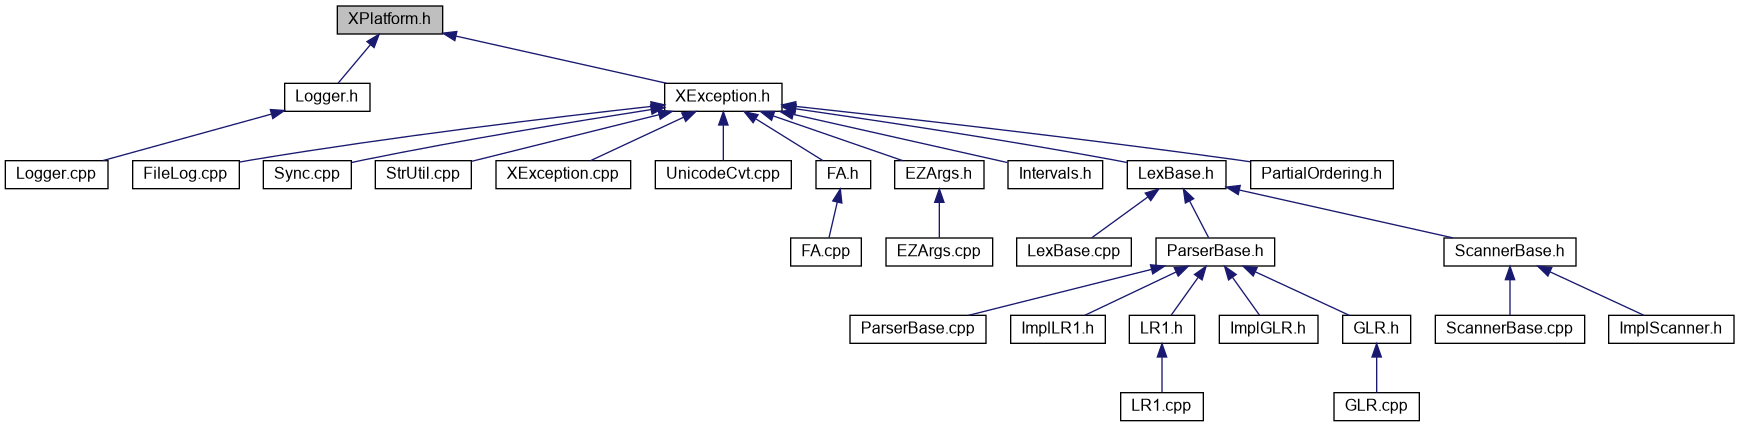 XPlatform.h
Logger.h
XException.h
Logger.cpp
FileLog.cpp
Sync.cpp
StrUtil.cpp
XException.cpp
UnicodeCvt.cpp
FA.h
EZArgs.h
Intervals.h
LexBase.h
PartialOrdering.h
FA.cpp
EZArgs.cpp
LexBase.cpp
ParserBase.h
ScannerBase.h
ParserBase.cpp
ImplLR1.h
LR1.h
ImplGLR.h
GLR.h
ScannerBase.cpp
ImplScanner.h
LR1.cpp
GLR.cpp